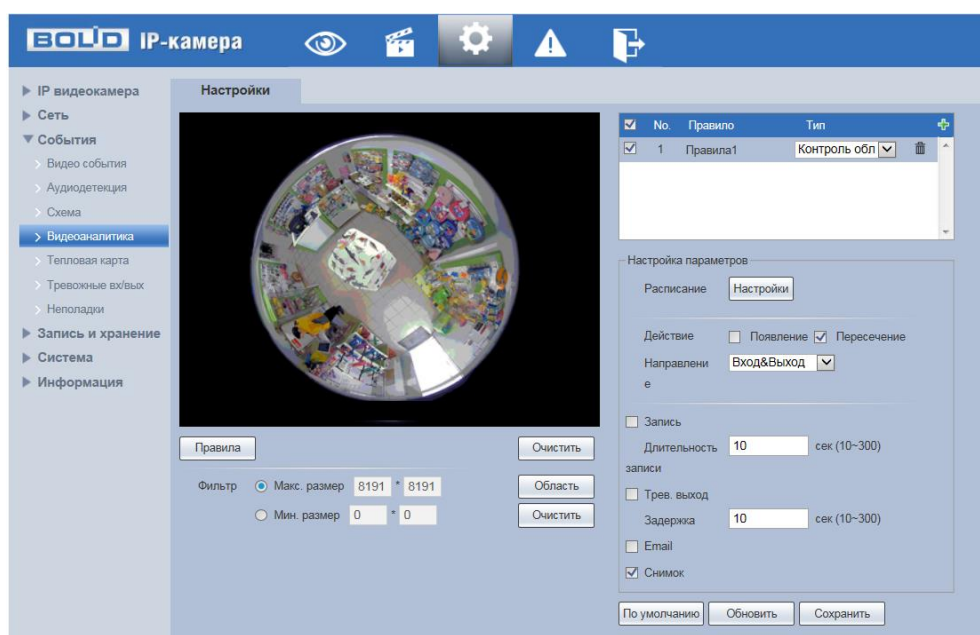 BOLID IP-камера
IP видеокамера
Сеть
События
Видео события
Аудиодетекция
Схема
Видеоаналитика
Тепловая карта
Тревожные вх/вых
Неполадки
Запись и хранение
Система
Информация
Настройки
Правила Очистить
Фильтр Макс. размер 8191 * 8191 Область
Мин. размер 0 * 0 Очистить
No. Правило Тип
1 Правила1 Контроль обл
Настройка параметров
Расписание Настройки
Действие Появление Пересечение
Направлени Вход&Выход
е
Запись
Длительность 10 сек (10~300)
записи
Трев. выход
Задержка 10 сек (10~300)
Email
Снимок
По умолчанию Обновить Сохранить